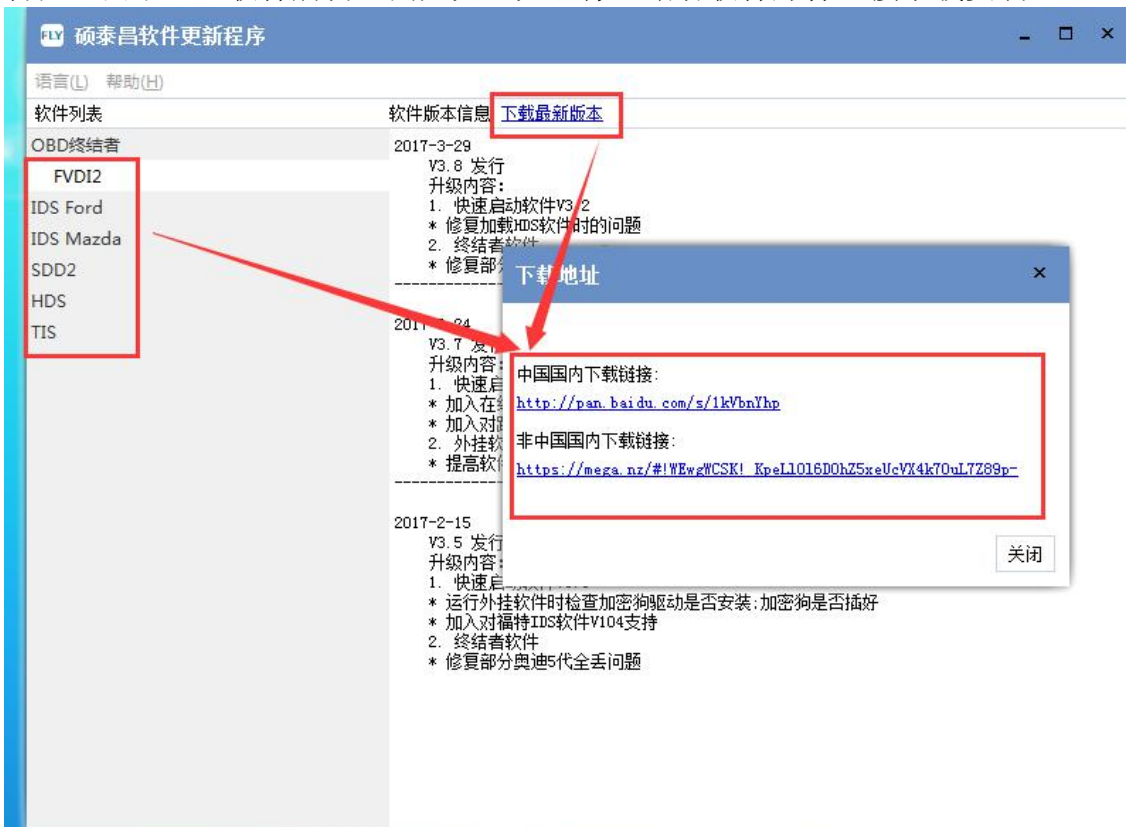 FLY 硕泰昌软件更新程序
语言(L) 帮助(H)
软件列表
软件版本信息 下载最新版本
OBD终结者
FVDI2
IDS Ford
IDS Mazda
SDD2
HDS
TIS
2017-3-29
V3.8 发行
升级内容:
1. 快速启动软件V3.2
* 修复加载HDS软件时的问题
2. 终结者软件
* 修复部
V3.7 发行
升级内容:
1. 快速启
* 加入在
* 加入对
2. 外挂软
* 提高软
2017-2-15
V3.5 发行
升级内容:
1. 快速启
* 运行外挂软件时检查加密狗驱动是否安装;加密狗是否插好
* 加入对福特IDS软件V104支持
2. 终结者软件
* 修复部分奥迪5代全丢问题
下载地址
中国国内下载链接:
http://pan.baidu.com/s/1kVbnYhp
非中国国内下载链接:
https://mega.nz/#!WEwgWCSK!_KpeLl0l6D0hZ5xeUcVX4k70uL7Z89p-
关闭